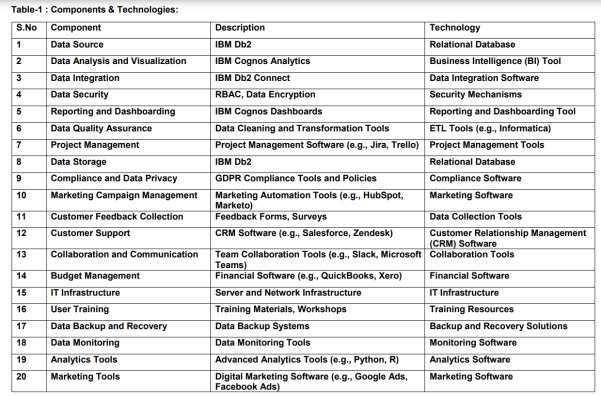 Table-1 : Components & Technologies:
S.No Component Description Technology
1 Data Source IBM Db2 Relational Database
2 Data Analysis and Visualization IBM Cognos Analytics Business Intelligence (BI) Tool
3 Data Integration IBM Db2 Connect Data Integration Software
4 Data Security RBAC, Data Encryption Security Mechanisms
5 Reporting and Dashboarding IBM Cognos Dashboards Reporting and Dashboarding Tool
6 Data Quality Assurance Data Cleaning and Transformation Tools ETL Tools (e.g., Informatica)
7 Project Management Project Management Software (e.g., Jira, Trello) Project Management Tools
8 Data Storage IBM Db2 Relational Database
9 Compliance and Data Privacy GDPR Compliance Tools and Policies Compliance Software
10 Marketing Campaign Management Marketing Automation Tools (e.g., HubSpot, Marketing Software
Marketo)
11 Customer Feedback Collection Feedback Forms, Surveys Data Collection Tools
12 Customer Support CRM Software (e.g., Salesforce, Zendesk) Customer Relationship Management
(CRM) Software
13 Collaboration and Communication Team Collaboration Tools (e.g., Slack, Microsoft Collaboration Tools
Teams)
14 Budget Management Financial Software (e.g., QuickBooks, Xero) Financial Software
15 IT Infrastructure Server and Network Infrastructure IT Infrastructure
16 User Training Training Materials, Workshops Training Resources
17 Data Backup and Recovery Data Backup Systems Backup and Recovery Solutions
18 Data Monitoring Data Monitoring Tools Monitoring Software
19 Analytics Tools Advanced Analytics Tools (e.g., Python, R) Analytics Software
20 Marketing Tools Digital Marketing Software (e.g., Google Ads, Marketing Software
Facebook Ads)